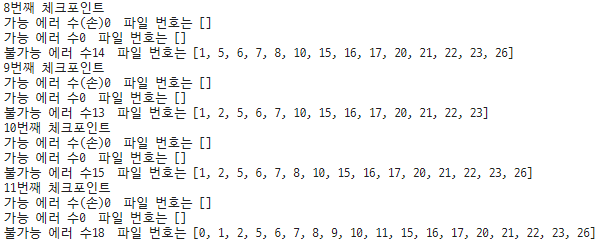 8번째 체크포인트
가능 에러 수(손)0  파일 번호는 []
가능 에러 수0  파일 번호는 []
불가능 에러 수14  파일 번호는 [1, 5, 6, 7, 8, 10, 15, 16, 17, 20, 21, 22, 23, 26]
9번째 체크포인트
가능 에러 수(손)0  파일 번호는 []
가능 에러 수0  파일 번호는 []
불가능 에러 수13  파일 번호는 [1, 2, 5, 6, 7, 10, 15, 16, 17, 20, 21, 22, 23]
10번째 체크포인트
가능 에러 수(손)0  파일 번호는 []
가능 에러 수0  파일 번호는 []
불가능 에러 수15  파일 번호는 [1, 2, 5, 6, 7, 8, 10, 15, 16, 17, 20, 21, 22, 23, 26]
11번째 체크포인트
가능 에러 수(손)0  파일 번호는 []
가능 에러 수0  파일 번호는 []
불가능 에러 수18  파일 번호는 [0, 1, 2, 5, 6, 7, 8, 9, 10, 11, 15, 16, 17, 20, 21, 22, 23, 26]